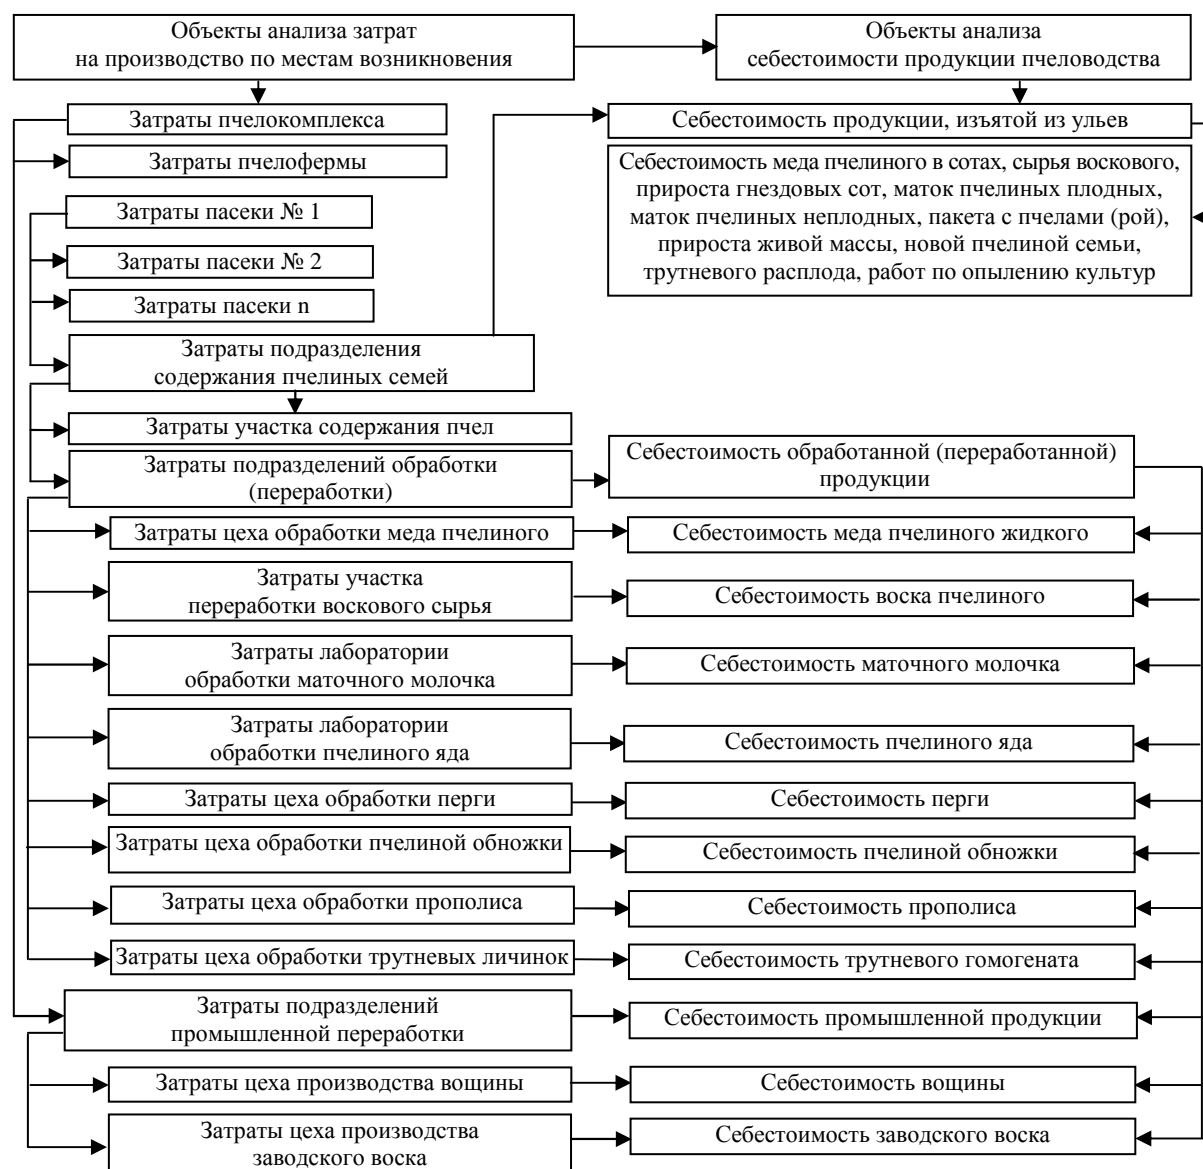 Объекты анализа затрат
на производство по местам возникновения
Объекты анализа
себестоимости продукции пчеловодства
Затраты пчелокомплекса
Себестоимость продукции, изъятой из ульев
Затраты пчелофермы
Себестоимость меда пчелиного в сотах, сырья воскового,
прироста гнездовых сот, маток пчелиных плодных,
маток пчелиных неплодных, пакета с пчелами (рой),
прироста живой массы, новой пчелиной семьи,
трутневого расплода, работ по опылению культур
Затраты пасеки № 1
Затраты пасеки № 2
Затраты пасеки n
Затраты подразделения
содержания пчелиных семей
Затраты участка содержания пчел
Затраты подразделений обработки
(переработки)
Себестоимость обработанной (переработанной)
продукции
Затраты цеха обработки меда пчелиного
Себестоимость меда пчелиного жидкого
Затраты участка
переработки воскового сырья
Себестоимость воска пчелиного
Затраты лаборатории
обработки маточного молочка
Себестоимость маточного молочка
Затраты лаборатории
обработки пчелиного яда
Себестоимость пчелиного яда
Затраты цеха обработки перги
Себестоимость перги
Затраты цеха обработки пчелиной обножки
Себестоимость пчелиной обножки
Затраты цеха обработки прополиса
Себестоимость прополиса
Затраты цеха обработки трутневых личинок
Себестоимость трутневого гомогената
Затраты подразделений
промышленной переработки
Себестоимость промышленной продукции
Затраты цеха производства вощины
Себестоимость вощины
Затраты цеха производства
заводского воска
Себестоимость заводского воска